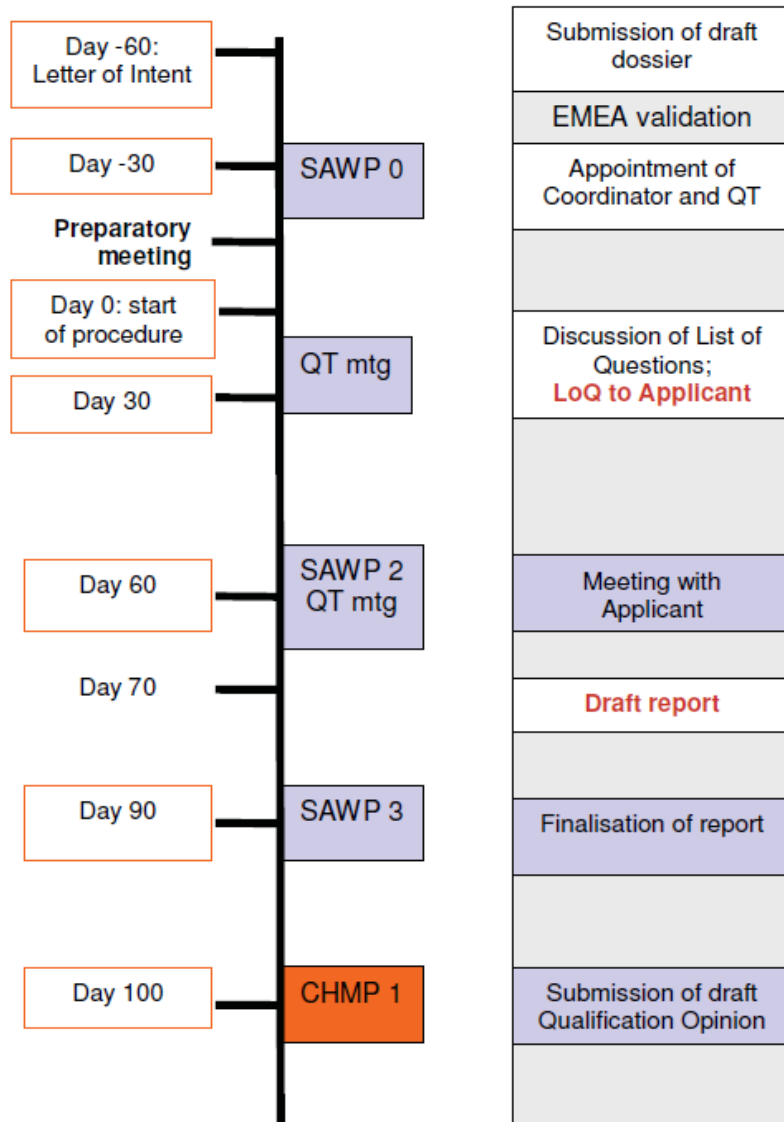 Day -60:
Letter of Intent
Submission of draft
dossier
EMEA validation
Day -30
SAWP 0
Appointment of
Coordinator and QT
Preparatory
meeting
Day 0: start
of procedure
QT mtg
Discussion of List of
Questions;
LoQ to Applicant
Day 30
Day 60
SAWP 2
QT mtg
Meeting with
Applicant
Day 70
Draft report
Day 90
SAWP 3
Finalisation of report
Day 100
CHMP 1
Submission of draft
Qualification Opinion